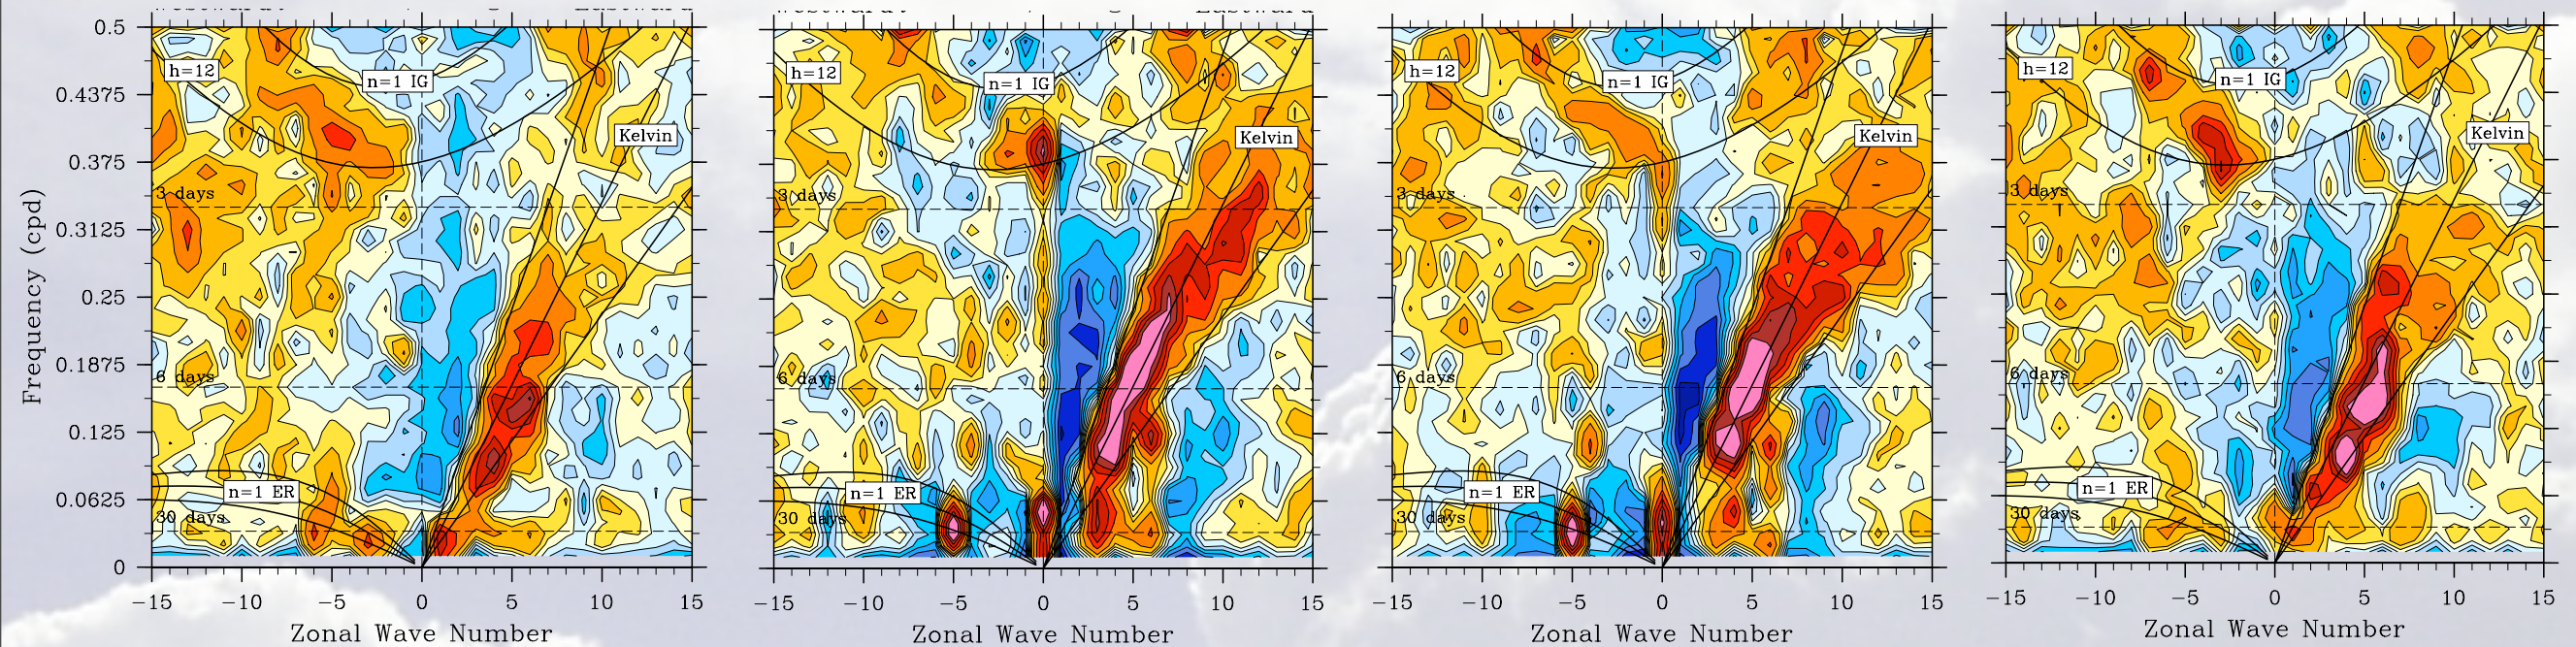 0.5
0.4375
0.375
0.3125
0.25
0.1875
0.125
0.0625
0
Frequency (cpd)
h=12
n=1 IG
Kelvin
3 days
6 days
n=1 ER
30 days
−15 −10 −5 0 5 10 15
Zonal Wave Number
h=12
n=1 IG
Kelvin
3 days
6 days
n=1 ER
30 days
−15 −10 −5 0 5 10 15
Zonal Wave Number
h=12
n=1 IG
Kelvin
3 days
6 days
n=1 ER
30 days
−15 −10 −5 0 5 10 15
Zonal Wave Number
h=12
n=1 IG
Kelvin
3 days
6 days
n=1 ER
30 days
−15 −10 −5 0 5 10 15
Zonal Wave Number